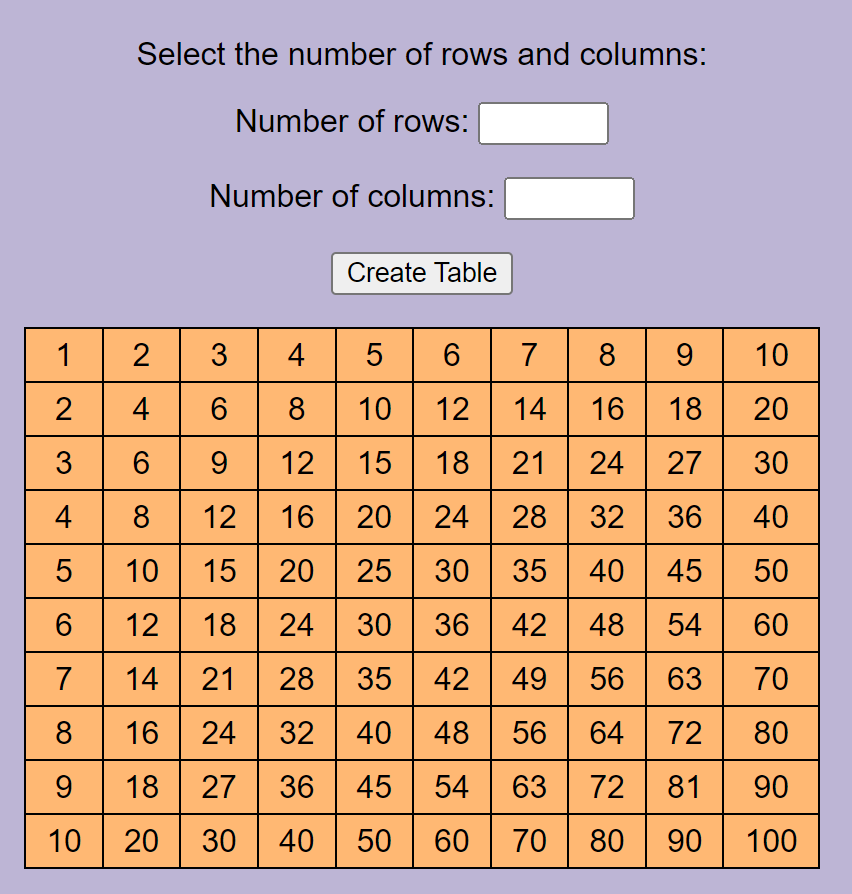 Select the number of rows and columns:
Number of rows:
Number of columns:
Create Table
1 2 3 4 5 6 7 8 9 10
2 4 6 8 10 12 14 16 18 20
3 6 9 12 15 18 21 24 27 30
4 8 12 16 20 24 28 32 36 40
5 10 15 20 25 30 35 40 45 50
6 12 18 24 30 36 42 48 54 60
7 14 21 28 35 42 49 56 63 70
8 16 24 32 40 48 56 64 72 80
9 18 27 36 45 54 63 72 81 90
10 20 30 40 50 60 70 80 90 100